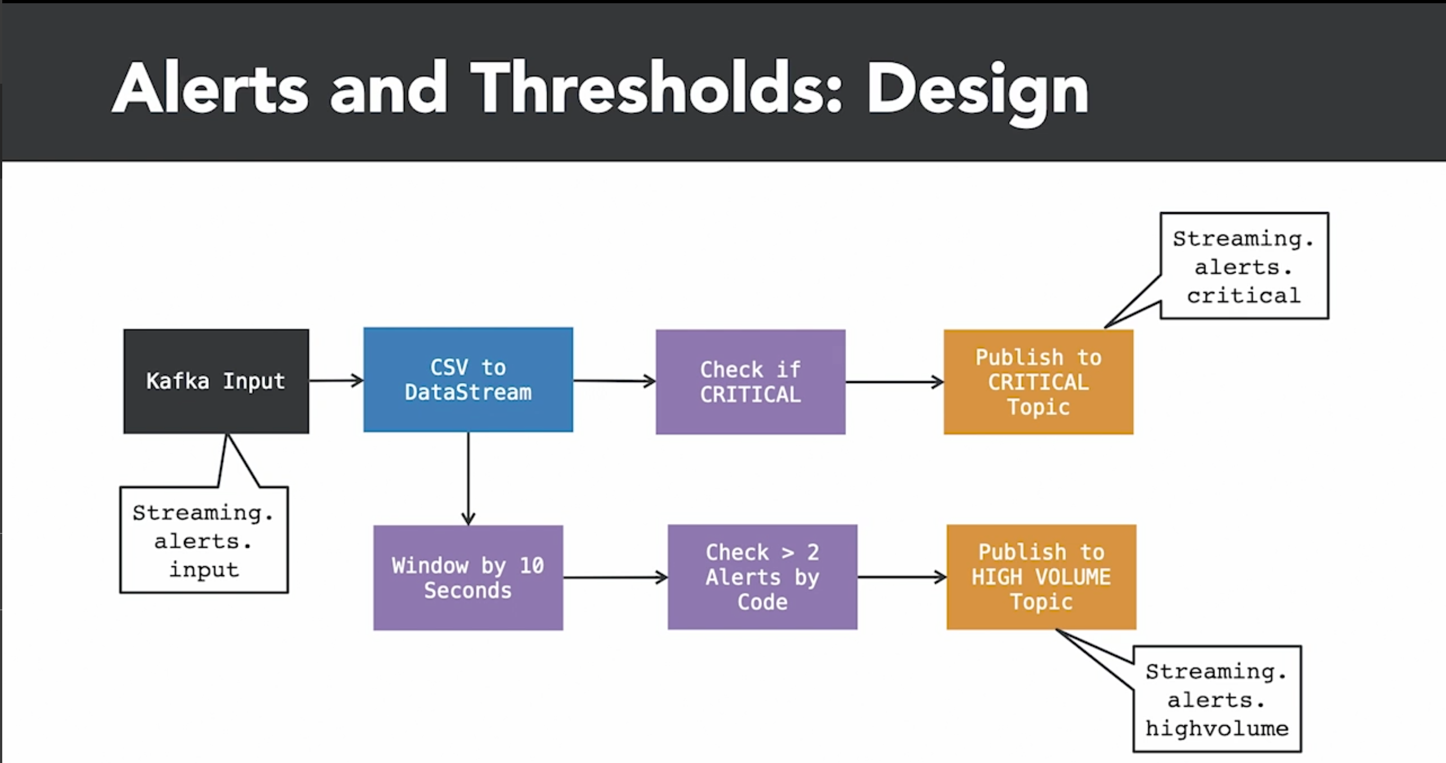 Alerts and Thresholds: Design
Streaming.
alerts.
critical
Kafka Input
CSV to
DataStream
Check if
CRITICAL
Publish to
CRITICAL
Topic
Streaming.
alerts.
input
Window by 10
Seconds
Check > 2
Alerts by
Code
Publish to
HIGH VOLUME
Topic
Streaming.
alerts.
highvolume